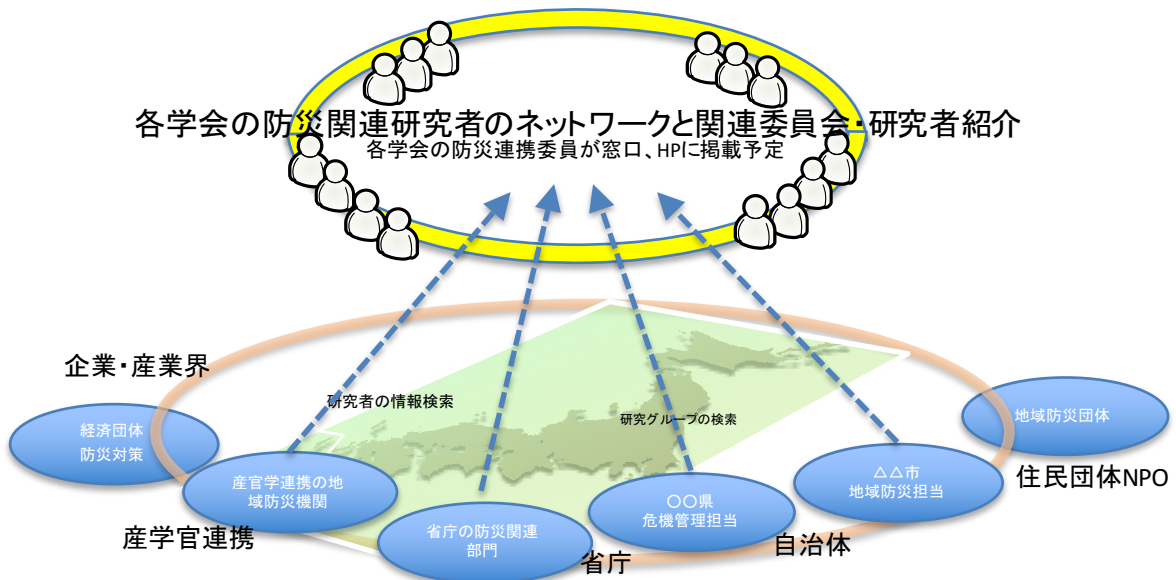 各学会の防災関連研究者のネットワークと関連委員会・研究者紹介
各学会の防災連携委員が窓口、HPに掲載予定
企業・産業界
研究者の情報検索
研究グループの検索
経済団体
防災対策
地域防災団体
産官学連携の地
域防災機関
△△市
地域防災担当
住民団体NPO
〇〇県
危機管理担当
産学官連携
省庁の防災関連
部門
自治体
省庁